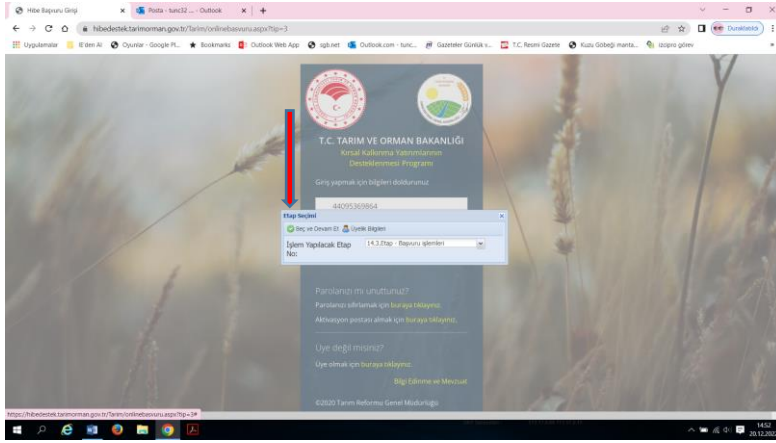 Hibe Başvuru Girişi
Posta - tunc32 ... - Outlook
hibedestek.tarimorman.gov.tr/Tarim/onlinebasvuru.aspx?tip=3
Duraklatıldı
Uygulamalar
IE'den Al
Oyunlar - Google Pl...
Bookmarks
Outlook Web App
sgb.net
Outlook.com - tunc...
Gazeteler Günlük v...
T.C. Resmi Gazete
Kuzu Göbeği manta...
izcipro görev
T.C. TARIM VE ORMAN BAKANLIĞI
Kırsal Kalkınma Yatırımlarının
Desteklenmesi Programı
Giriş yapmak için bilgileri doldurunuz.
44095369864
Etap Seçimi
Seç ve Devam Et
Üyelik Bilgileri
İşlem Yapılacak Etap
No:
14.3.Etap - Başvuru işlemleri
Parolanızı mı unuttunuz?
Parolanızı sıfırlamak için buraya tıklayınız.
Aktivasyon postası almak için buraya tıklayınız.
Üye değil misiniz?
Üye olmak için buraya tıklayınız.
Bilgi Edinme ve Mevzuat
©2020 Tarım Reformu Genel Müdürlüğü
https://hibedestek.tarimorman.gov.tr/Tarim/onlinebasvuru.aspx?tip=3#
14:52